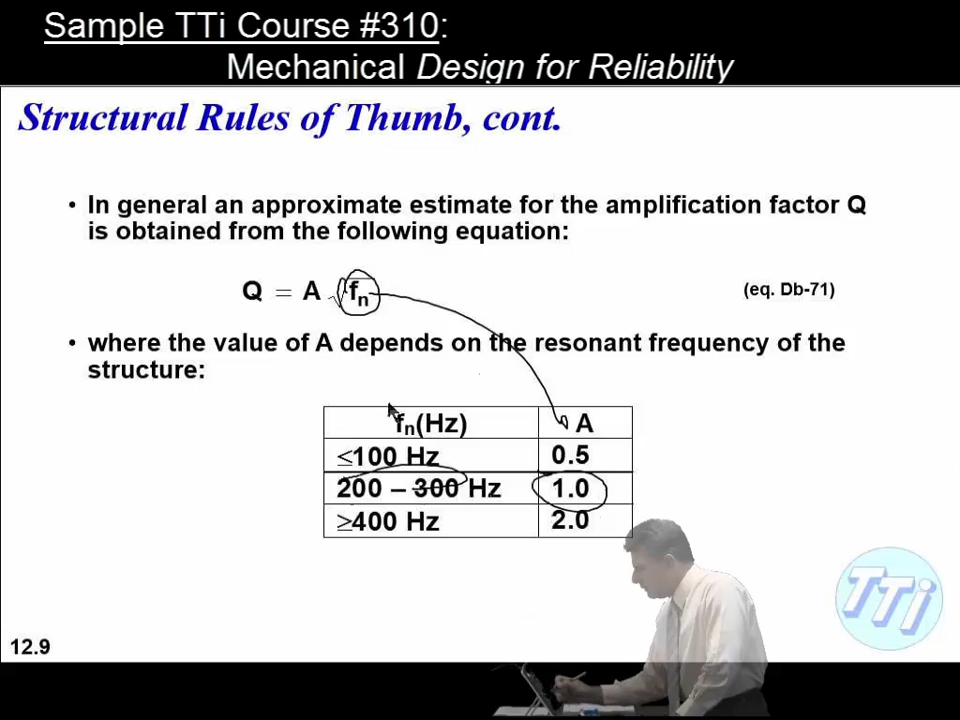 Sample TTi Course #310:
Mechanical Design for Reliability
Structural Rules of Thumb, cont.
• In general an approximate estimate for the amplification factor Q
is obtained from the following equation:
Q = A √fn (eq. Db-71)
• where the value of A depends on the resonant frequency of the
structure:
fn(Hz) A
≤100 Hz 0.5
200 – 300 Hz 1.0
≥400 Hz 2.0
TTi
12.9